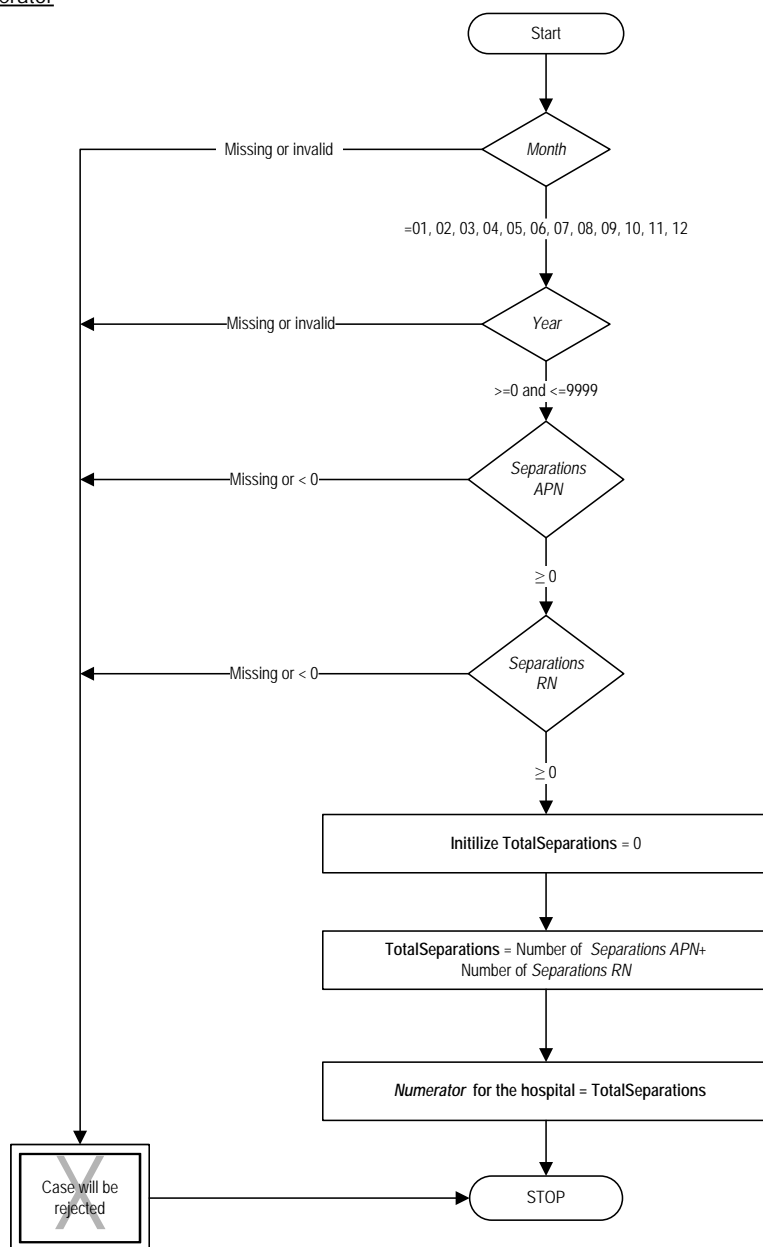 Start
Month
Missing or invalid
=01, 02, 03, 04, 05, 06, 07, 08, 09, 10, 11, 12
Year
Missing or invalid
>=0 and <=9999
Separations
APN
Missing or < 0
≥ 0
Separations
RN
Missing or < 0
≥ 0
Initilize TotalSeparations = 0
TotalSeparations = Number of Separations APN+
Number of Separations RN
Numerator for the hospital = TotalSeparations
X
Case will be
rejected
STOP